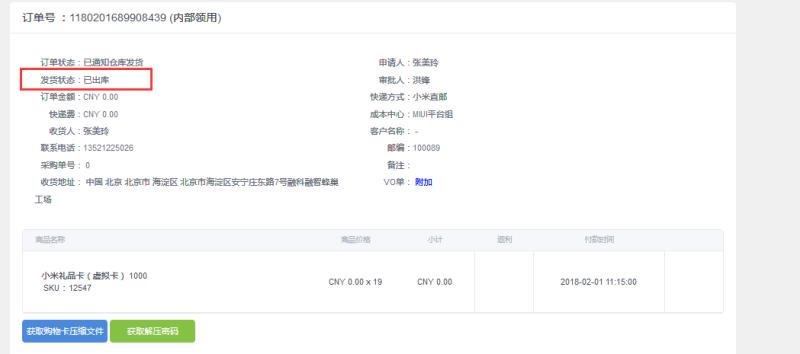 订单号 ：1180201689908439 (内部领用)
订单状态：已通知仓库发货 申请人：张美玲
发货状态：已出库 审批人：洪锋
订单金额：CNY 0.00 快递方式：小米直邮
快递费：CNY 0.00 成本中心：MIUI平台组
收货人：张美玲 客户名称： -
联系电话：13521225026 邮编：100089
采购单号： 0 备注：
收货地址： 中国 北京 北京市 海淀区 北京市海淀区安宁庄东路7号融科融智蜂巢 VO单： 附加
工场
商品名称 商品价格 小计 返利 付款时间
小米礼品卡（虚拟卡） 1000
SKU ：12547
CNY 0.00 x 19 CNY 0.00 2018-02-01 11:15:00
获取购物卡压缩文件 获取解压密码